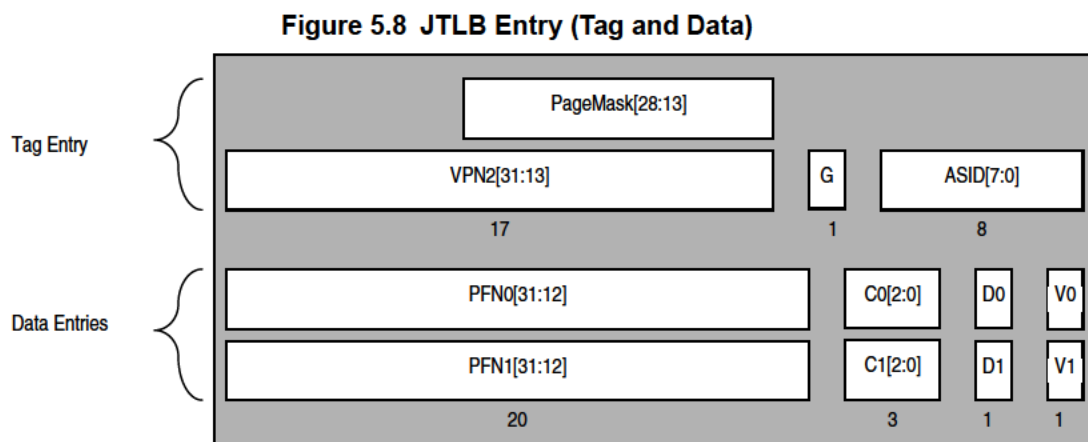 Figure 5.8 JTLB Entry (Tag and Data)
PageMask[28:13]
Tag Entry
VPN2[31:13] G ASID[7:0]
17 1 8
PFN0[31:12] C0[2:0] D0 V0
Data Entries
PFN1[31:12] C1[2:0] D1 V1
20 3 1 1